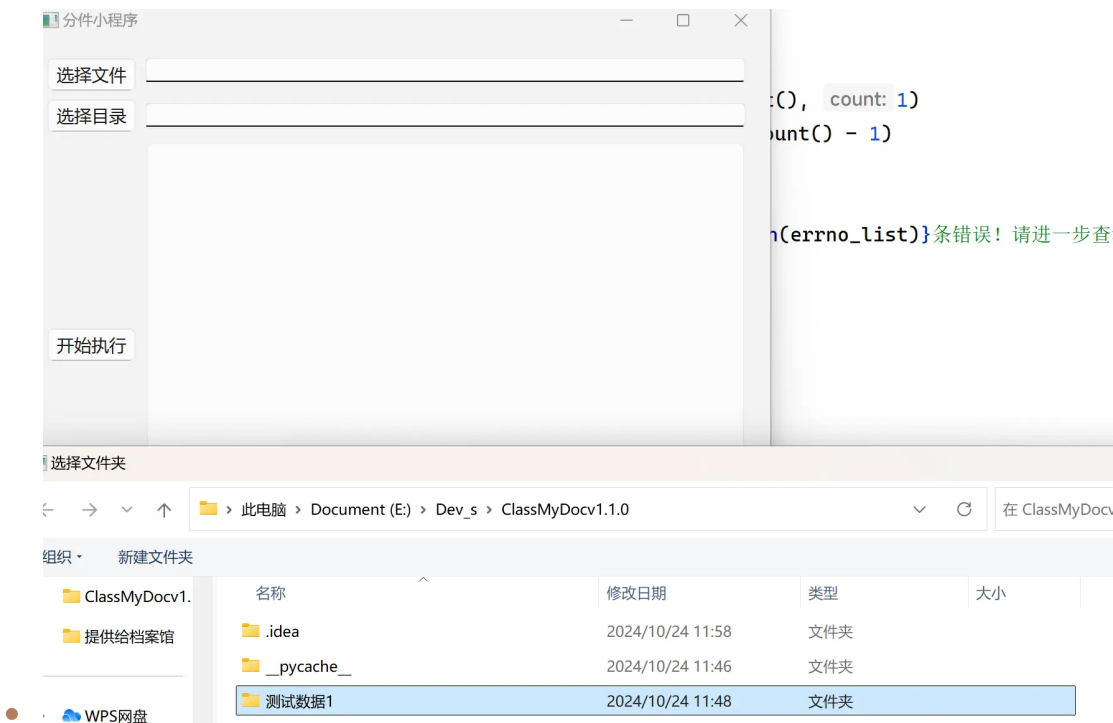 分件小程序
选择文件
选择目录
(), count: 1)
unt() - 1)
(errno_list)}条错误！请进一步查
开始执行
选择文件夹
此电脑 › Document (E:) › Dev_s › ClassMyDocv1.1.0
在 ClassMyDocv
组织 新建文件夹
名称 修改日期 类型 大小
ClassMyDocv1.
.idea 2024/10/24 11:58 文件夹
提供给档案馆
__pycache__ 2024/10/24 11:46 文件夹
测试数据1 2024/10/24 11:48 文件夹
WPS网盘